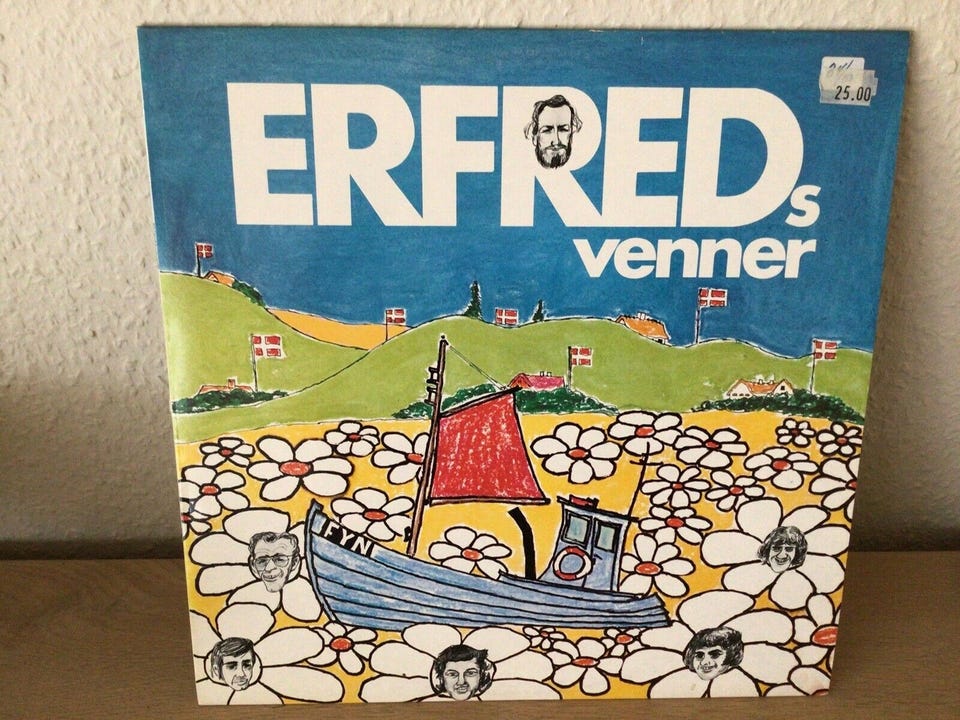 ERFREDs
venner
25.00
FYN